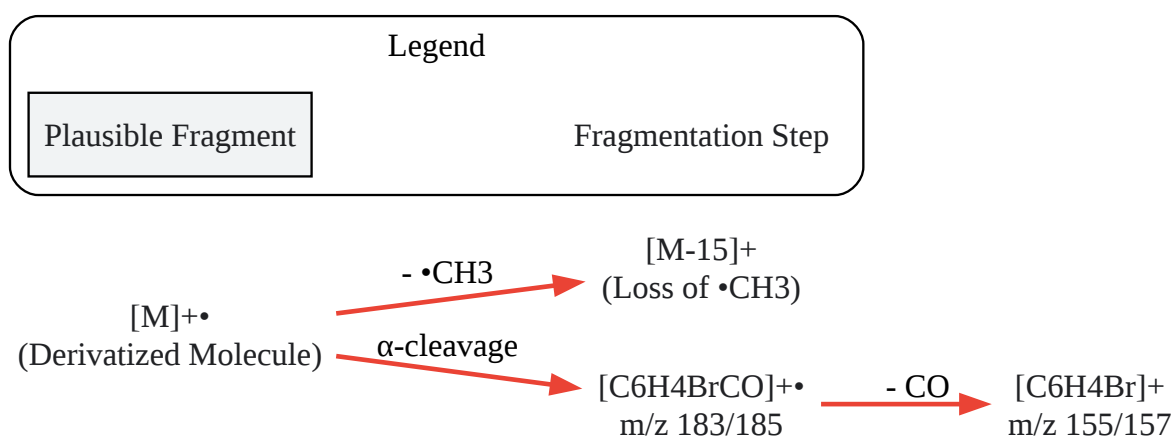 Legend
Plausible Fragment
Fragmentation Step
[M]+•
(Derivatized Molecule)
- •CH3
[M-15]+
(Loss of •CH3)
α-cleavage
[C6H4BrCO]+•
m/z 183/185
- CO
[C6H4Br]+
m/z 155/157